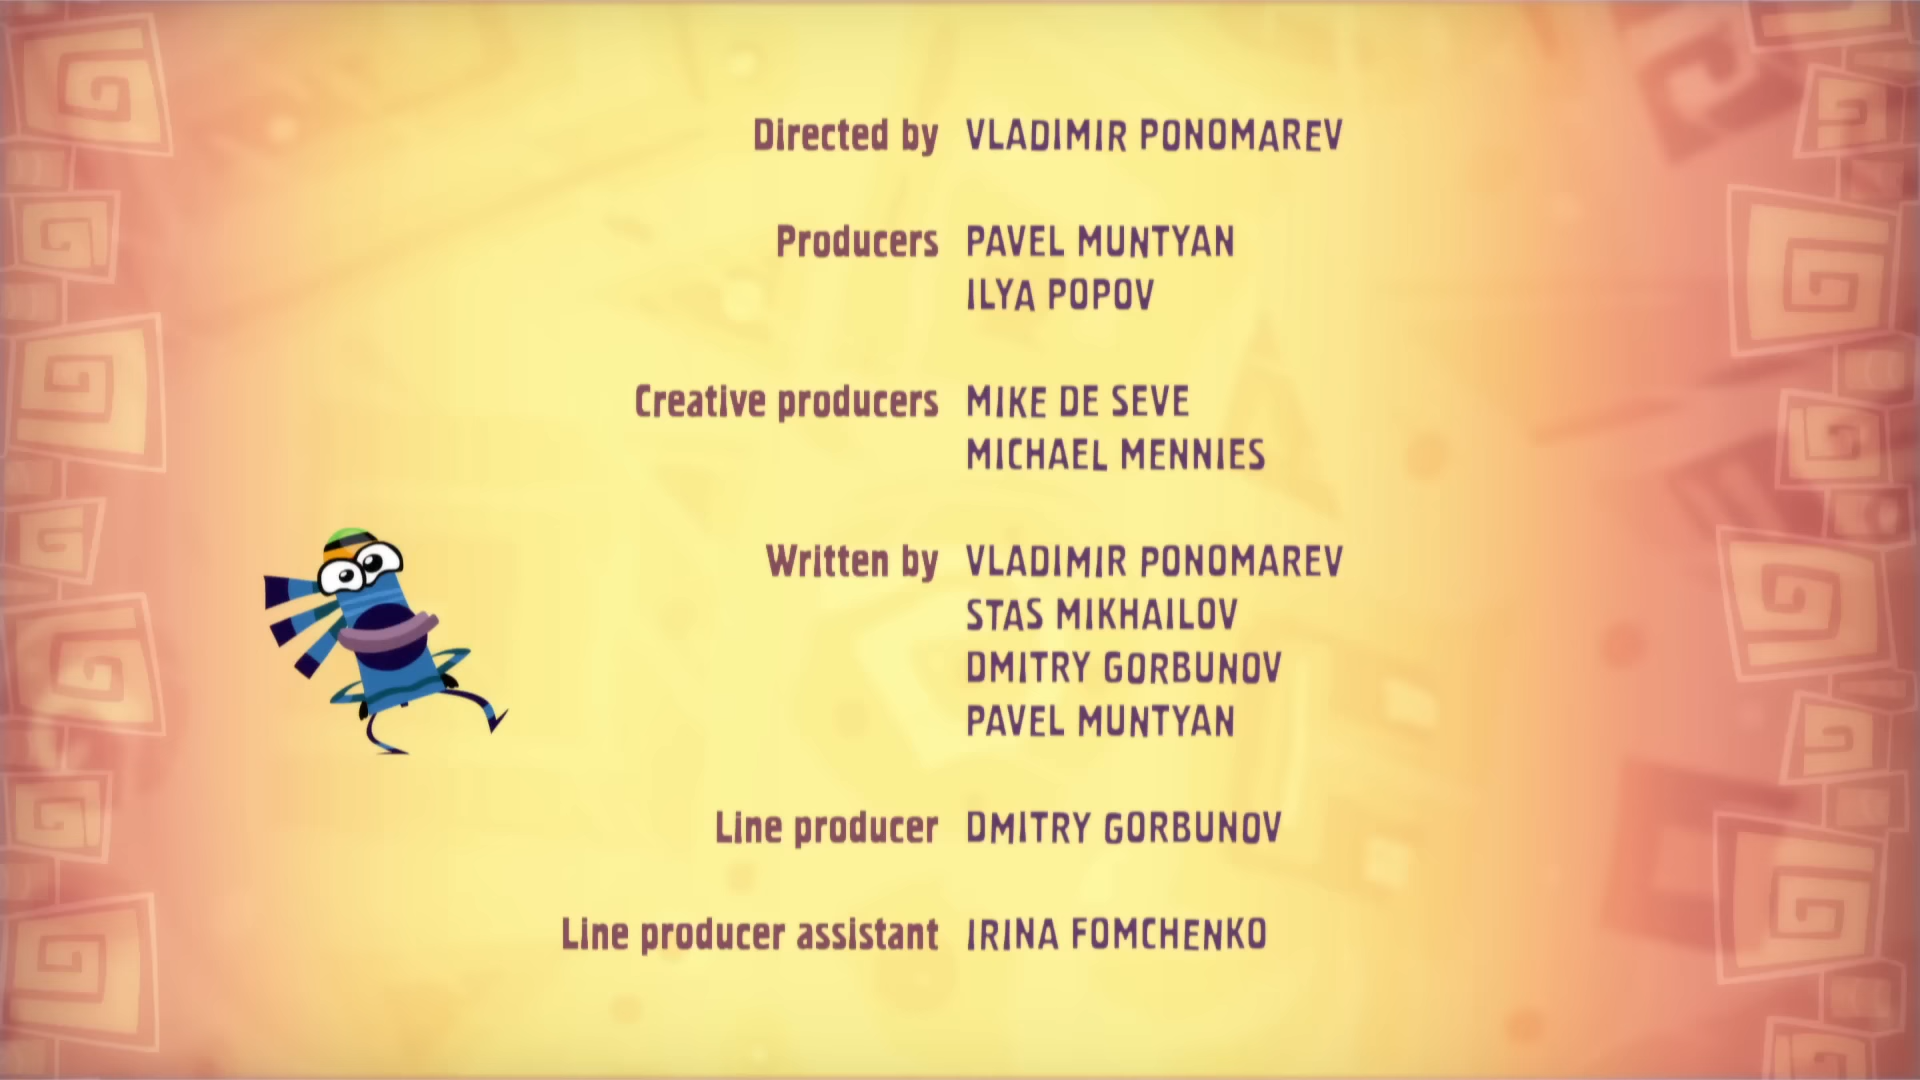 Directed by VLADIMIR PONOMAREV
Producers PAVEL MUNTYAN
ILYA POPOV
Creative producers MIKE DE SEVE
MICHAEL MENNIES
Written by VLADIMIR PONOMAREV
STAS MIKHAILOV
DMITRY GORBUNOV
PAVEL MUNTYAN
Line producer DMITRY GORBUNOV
Line producer assistant IRINA FOMCHENKO